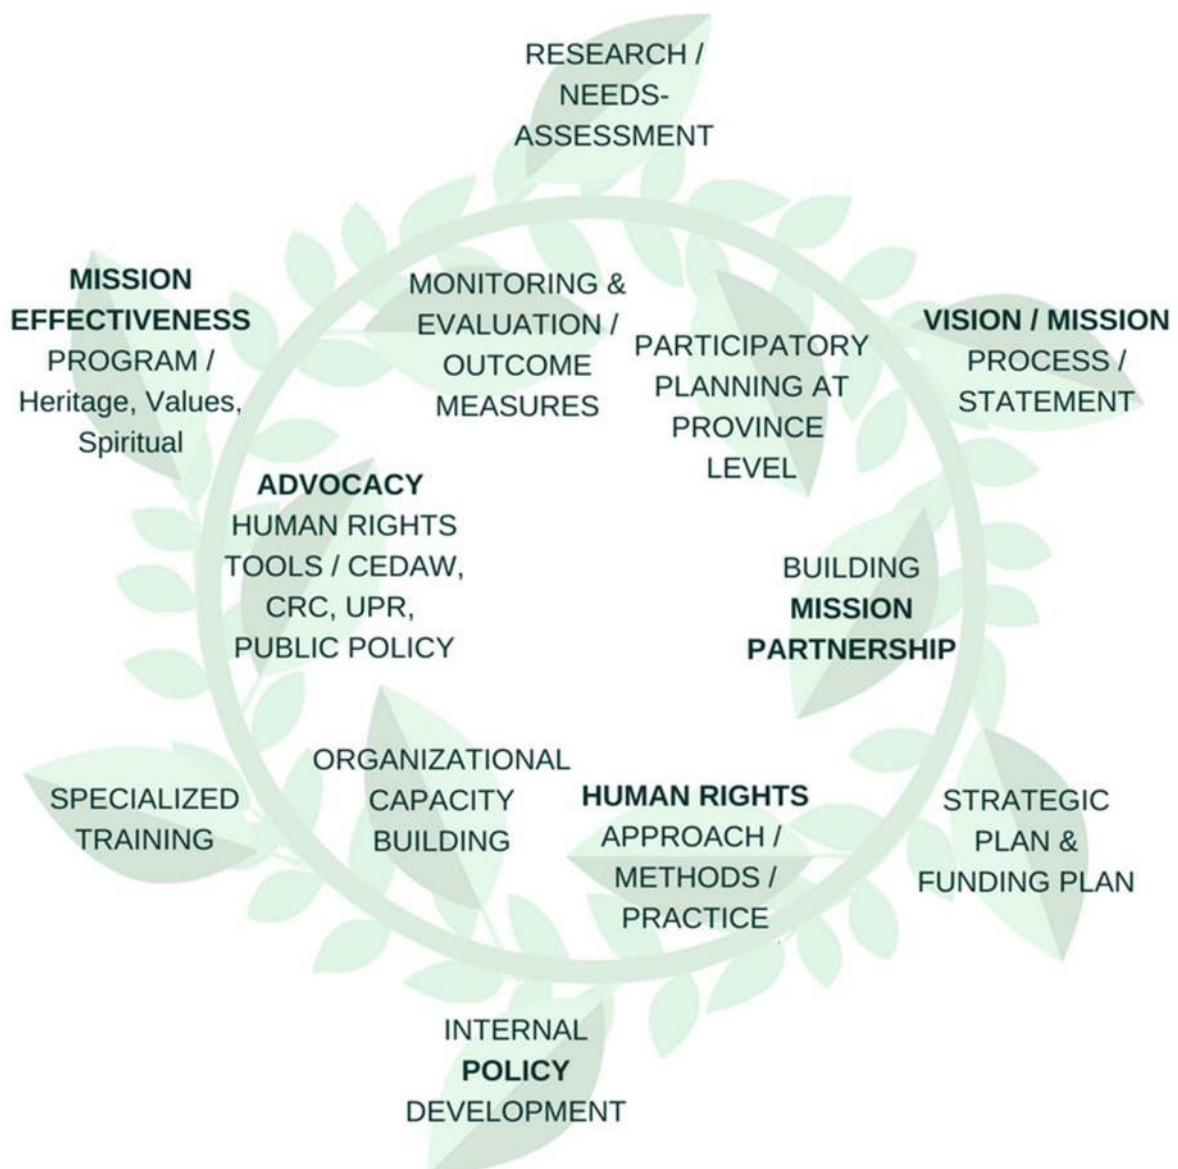 RESEARCH /
NEEDS-
ASSESSMENT
MISSION
EFFECTIVENESS
PROGRAM /
Heritage, Values,
Spiritual
MONITORING &
EVALUATION /
OUTCOME
MEASURES
PARTICIPATORY
PLANNING AT
PROVINCE
LEVEL
VISION / MISSION
PROCESS /
STATEMENT
ADVOCACY
HUMAN RIGHTS
TOOLS / CEDAW,
CRC, UPR,
PUBLIC POLICY
BUILDING
MISSION
PARTNERSHIP
SPECIALIZED
TRAINING
ORGANIZATIONAL
CAPACITY
BUILDING
HUMAN RIGHTS
APPROACH /
METHODS /
PRACTICE
STRATEGIC
PLAN &
FUNDING PLAN
INTERNAL
POLICY
DEVELOPMENT